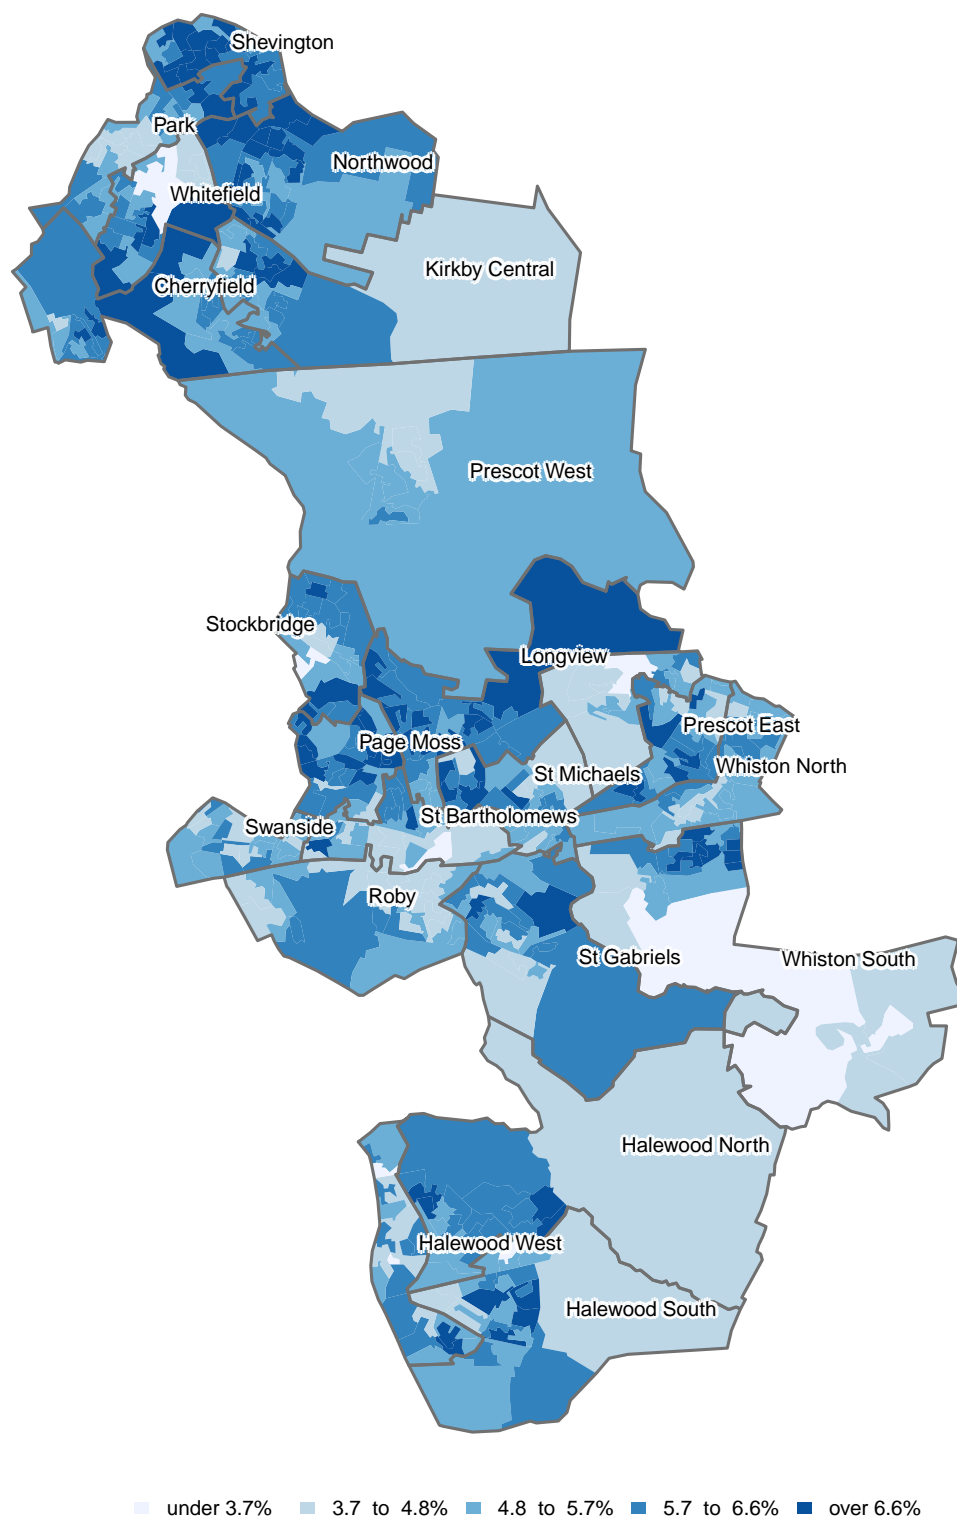 Shevington
Park
Northwood
Whitefield
Kirkby Central
Cherryfield
Prescot West
Stockbridge
Longview
Prescot East
Page Moss
Whiston North
St Michaels
St Bartholomews
Swanside
Roby
St Gabriels
Whiston South
Halewood North
Halewood West
Halewood South
under 3.7% 3.7 to 4.8% 4.8 to 5.7% 5.7 to 6.6% over 6.6%